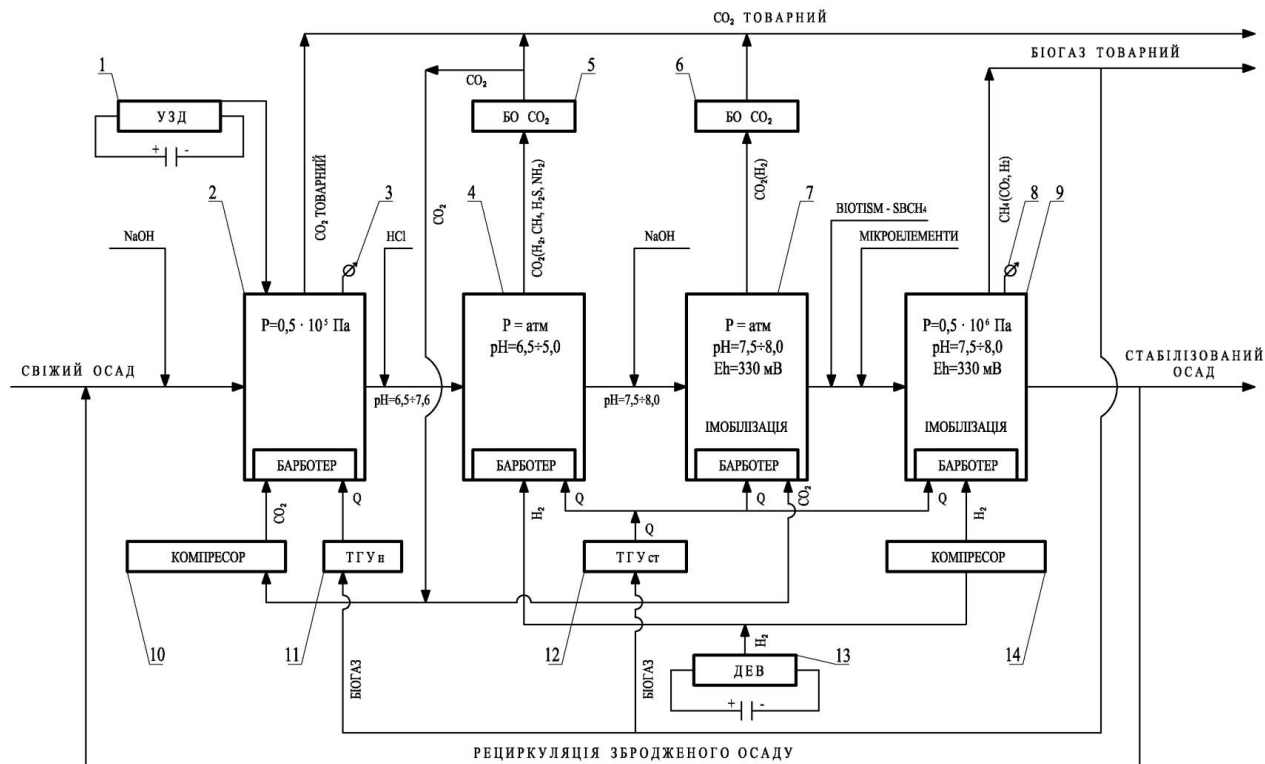 CO₂ ТОВАРНИЙ
БІОГАЗ ТОВАРНИЙ
1
5
6
CO₂
УЗД
БО CO₂
БО CO₂
+ -
2
CO₂ ТОВАРНИЙ
3
CO₂
4
CO₂(H₂, CH₄, H₂S, NH₂)
CO₂(H₂)
7
BIOTISM - SBCH₄
CH₄(CO₂, H₂)
8
9
NaOH
HCl
NaOH
МІКРОЕЛЕМЕНТИ
P=0,5 · 10⁵ Па
P = атм
pH=6,5÷5,0
P = атм
pH=7,5÷8,0
Eh=330 мВ
P=0,5 · 10⁶ Па
pH=7,5÷8,0
Eh=330 мВ
СВІЖИЙ ОСАД
СТАБІЛІЗОВАНИЙ
ОСАД
pH=6,5÷7,6
pH=7,5÷8,0
ІМОБІЛІЗАЦІЯ
ІМОБІЛІЗАЦІЯ
БАРБОТЕР
БАРБОТЕР
БАРБОТЕР
БАРБОТЕР
CO₂
Q
H₂
Q
Q
CO₂
Q
H₂
Q
КОМПРЕСОР
ТГУн
ТГУст
КОМПРЕСОР
10
11
12
H₂
13
14
БІОГАЗ
БІОГАЗ
ДЕВ
+ -
РЕЦИРКУЛЯЦІЯ ЗБРОДЖЕНОГО ОСАДУ